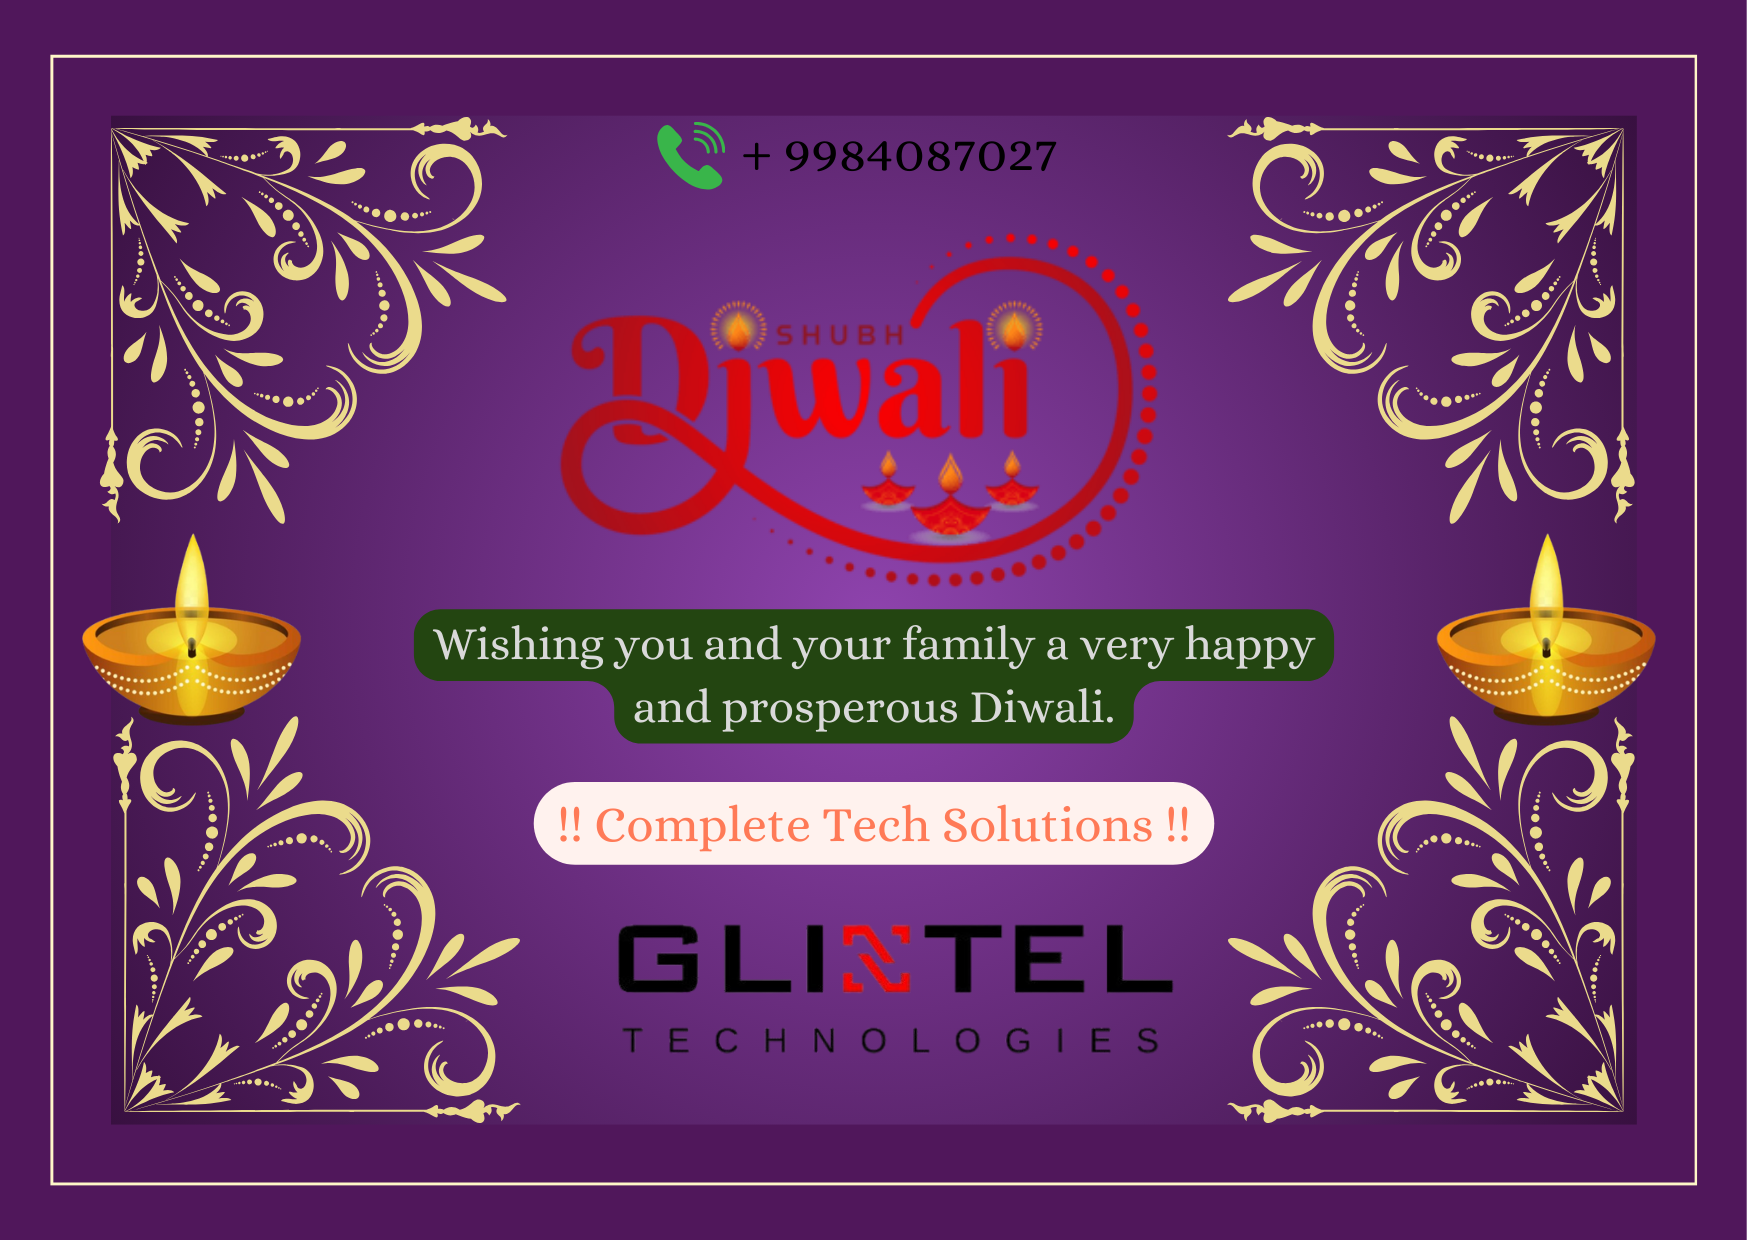 + 9984087027
SHUBH
Diwali
Wishing you and your family a very happy
and prosperous Diwali.
!! Complete Tech Solutions !!
GLINTEL
TECHNOLOGIES